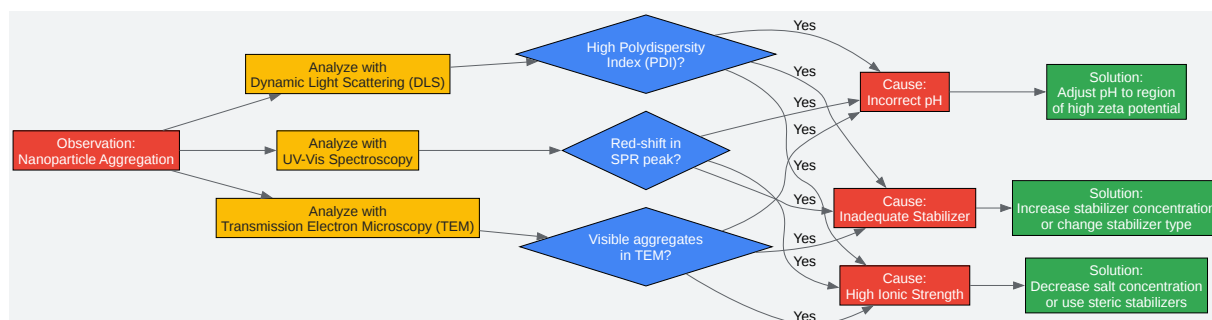 Observation:
Nanoparticle Aggregation
Analyze with
Dynamic Light Scattering (DLS)
Analyze with
UV-Vis Spectroscopy
Analyze with
Transmission Electron Microscopy (TEM)
High Polydispersity
Index (PDI)?
Red-shift in
SPR peak?
Visible aggregates
in TEM?
Yes
Yes
Yes
Yes
Yes
Yes
Yes
Yes
Yes
Cause:
Incorrect pH
Cause:
Inadequate Stabilizer
Cause:
High Ionic Strength
Solution:
Adjust pH to region
of high zeta potential
Solution:
Increase stabilizer concentration
or change stabilizer type
Solution:
Decrease salt concentration
or use steric stabilizers